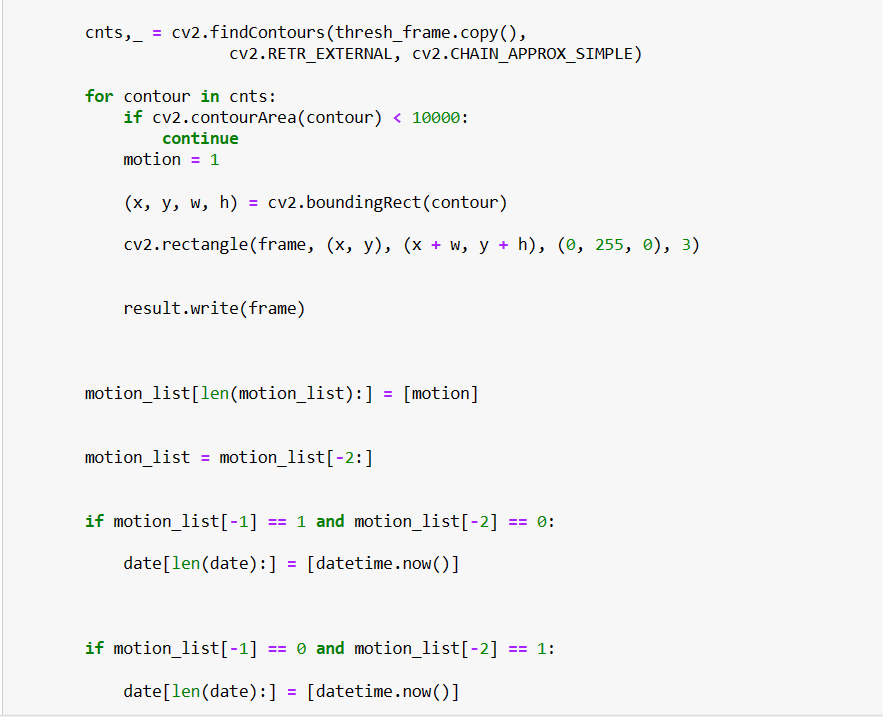 cnts,_ = cv2.findContours(thresh_frame.copy(),
cv2.RETR_EXTERNAL, cv2.CHAIN_APPROX_SIMPLE)
for contour in cnts:
if cv2.contourArea(contour) < 10000:
continue
motion = 1
(x, y, w, h) = cv2.boundingRect(contour)
cv2.rectangle(frame, (x, y), (x + w, y + h), (0, 255, 0), 3)
result.write(frame)
motion_list[len(motion_list):] = [motion]
motion_list = motion_list[-2:]
if motion_list[-1] == 1 and motion_list[-2] == 0:
date[len(date):] = [datetime.now()]
if motion_list[-1] == 0 and motion_list[-2] == 1:
date[len(date):] = [datetime.now()]